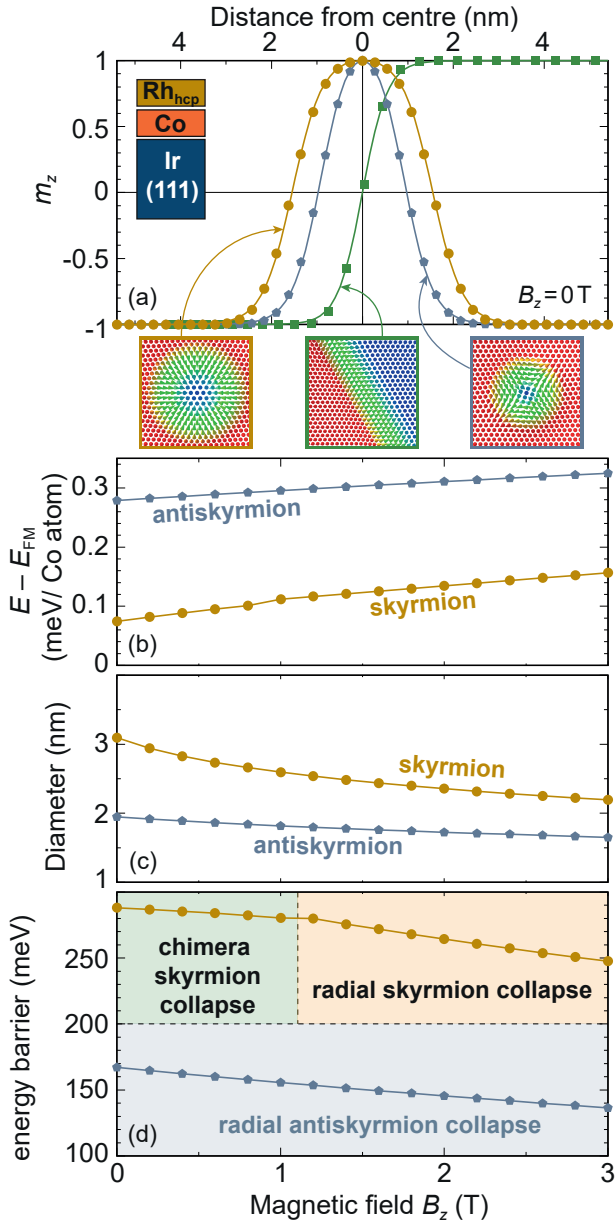 Distance from centre (nm)
4 2 0 2 4
1
0.5
0
-0.5
-1
m_z
Rh_hcp
Co
Ir
(111)
(a)
B_z = 0 T
0.3
0.2
0.1
0
E − E_FM
(meV/ Co atom)
antiskyrmion
skyrmion
(b)
3
2
1
Diameter (nm)
skyrmion
antiskyrmion
(c)
250
200
150
100
energy barrier (meV)
chimera
skyrmion
collapse
radial skyrmion collapse
radial antiskyrmion collapse
(d)
0 1 2 3
Magnetic field B_z (T)